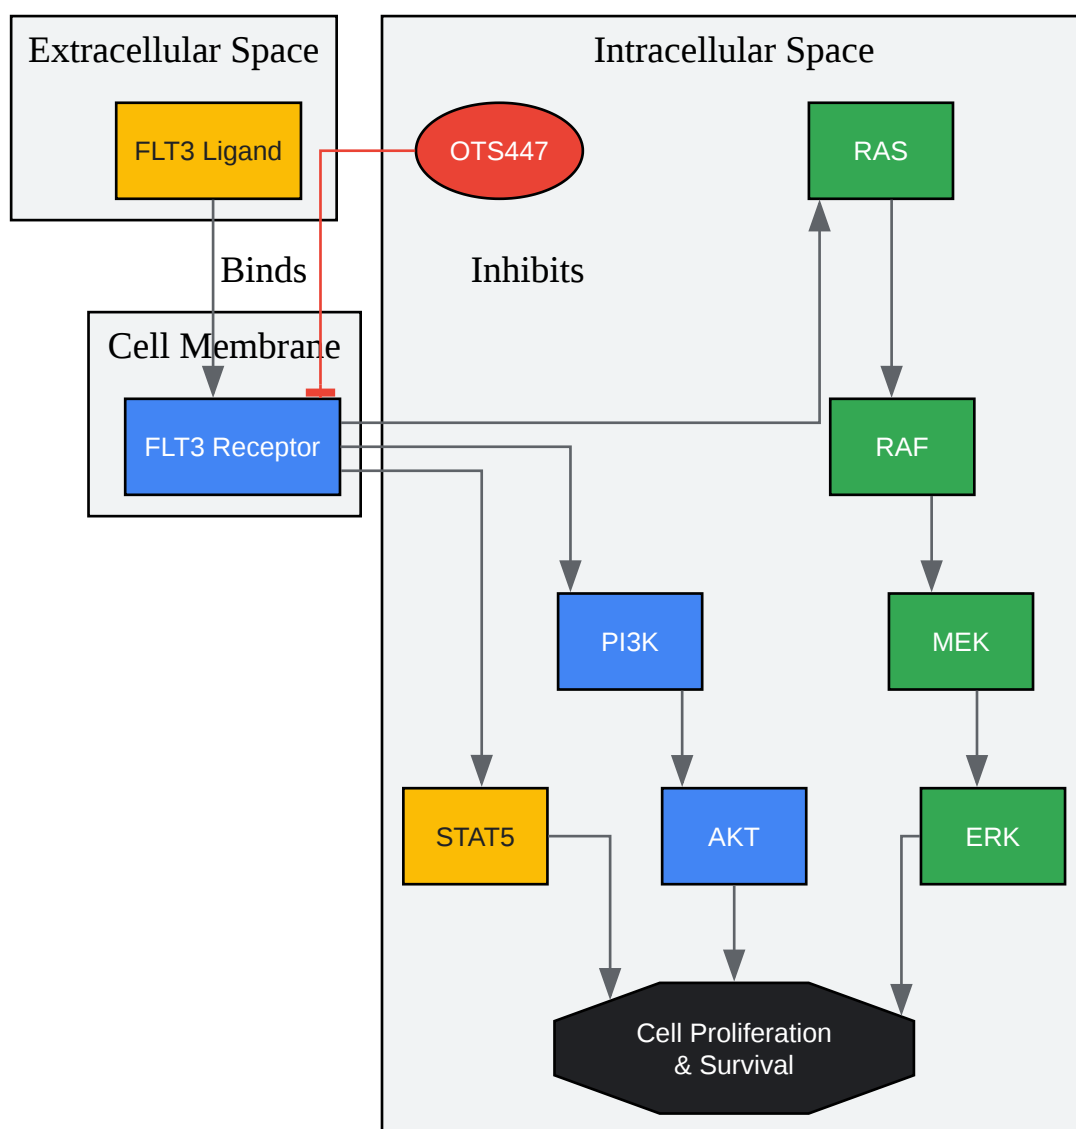 Extracellular Space
Intracellular Space
FLT3 Ligand
OTS447
RAS
Binds
Inhibits
Cell Membrane
FLT3 Receptor
RAF
PI3K
MEK
STAT5
AKT
ERK
Cell Proliferation
& Survival